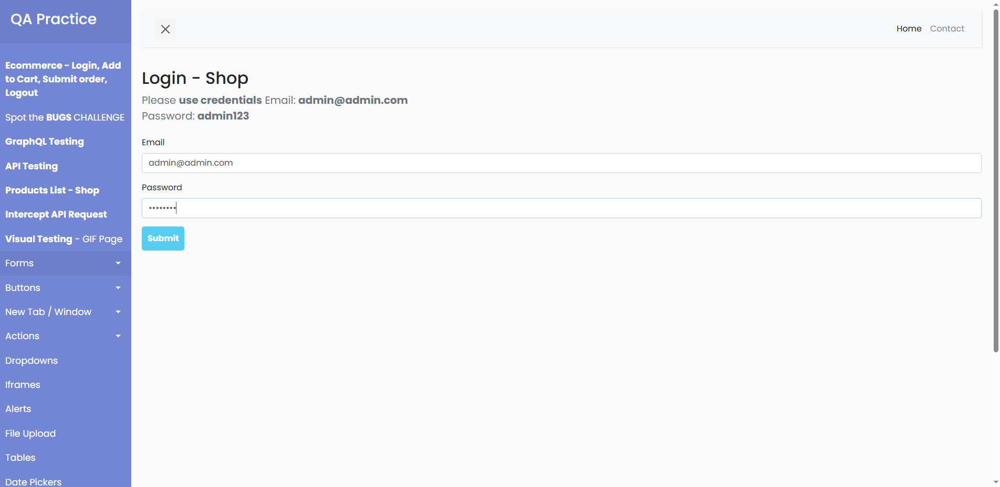 QA Practice
Ecommerce - Login, Add
to Cart, Submit order,
Logout
Spot the BUGS CHALLENGE
GraphQL Testing
API Testing
Products List - Shop
Intercept API Request
Visual Testing - GIF Page
Forms
Buttons
New Tab / Window
Actions
Dropdowns
Iframes
Alerts
File Upload
Tables
Date Pickers
Home Contact
Login - Shop
Please use credentials Email: admin@admin.com
Password: admin123
Email
admin@admin.com
Password
••••••••
Submit